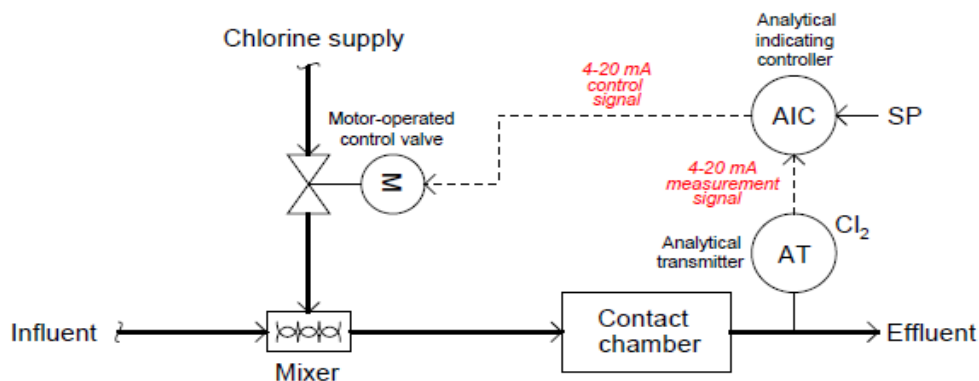 Chlorine supply
Motor-operated
control valve
M
4-20 mA
control
signal
Analytical
indicating
controller
AIC
SP
4-20 mA
measurement
signal
Cl2
Analytical
transmitter
AT
Influent
Mixer
Contact
chamber
Effluent